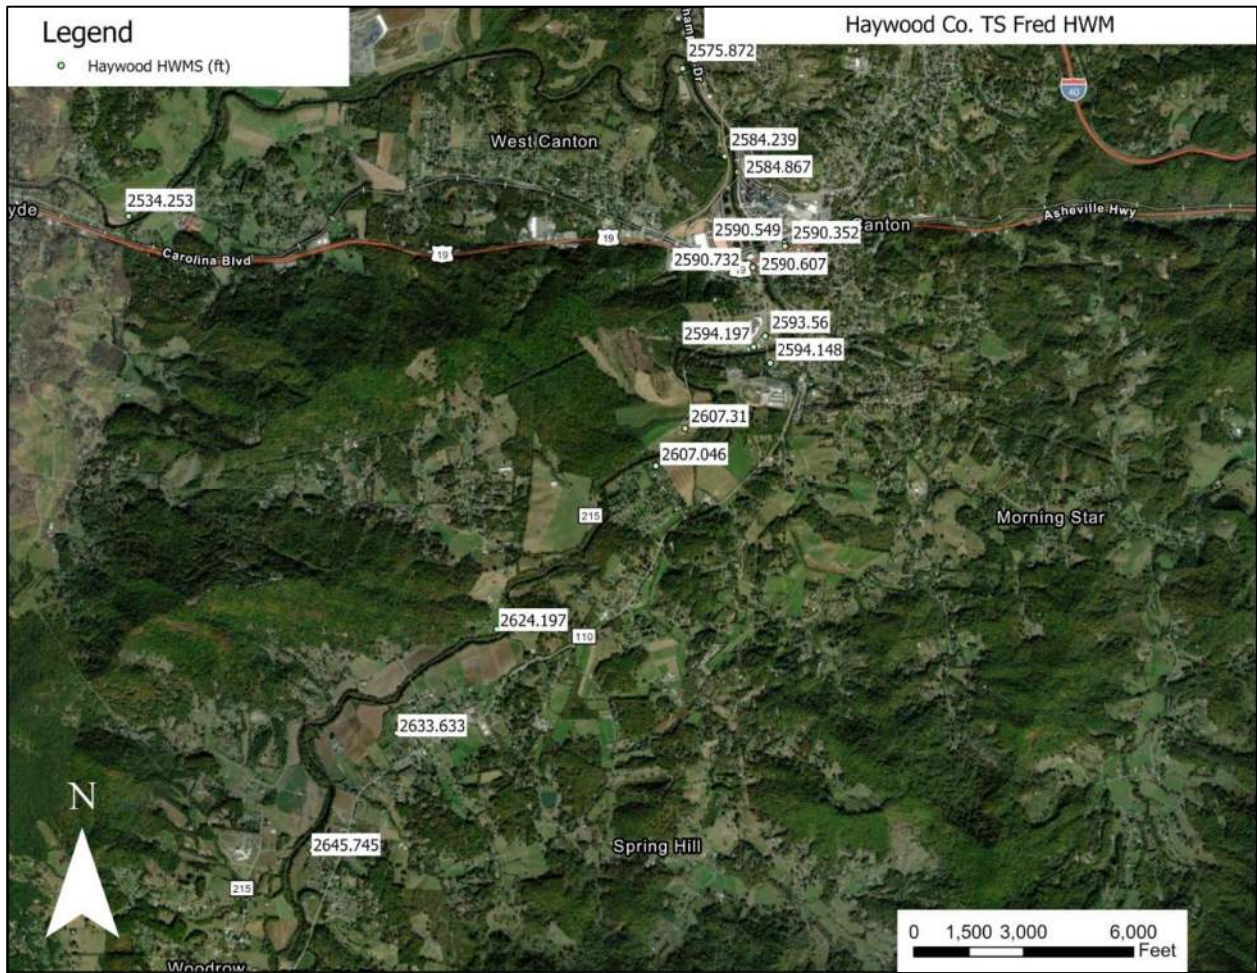 Legend
Haywood HWMS (ft)
Haywood Co. TS Fred HWM
2575.872
40
West Canton
2584.239
2584.867
2534.253
yde
Asheville Hwy
2590.549
2590.352
Canton
19
19
Carolina Blvd
2590.732
2590.607
19
2593.56
2594.197
2594.148
2607.31
2607.046
215
Morning Star
2624.197
110
2633.633
N
2645.745
Spring Hill
215
Woodrow
0 1,500 3,000 6,000
Feet